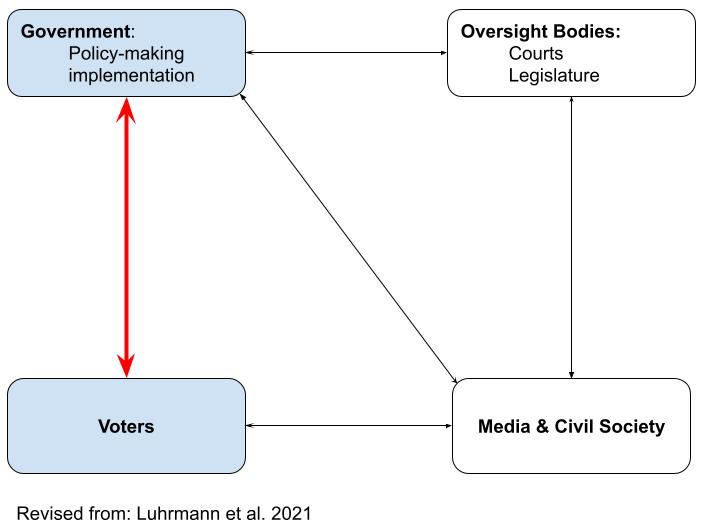 Government:
Policy-making
implementation
Oversight Bodies:
Courts
Legislature
Voters
Media & Civil Society
Revised from: Luhrmann et al. 2021